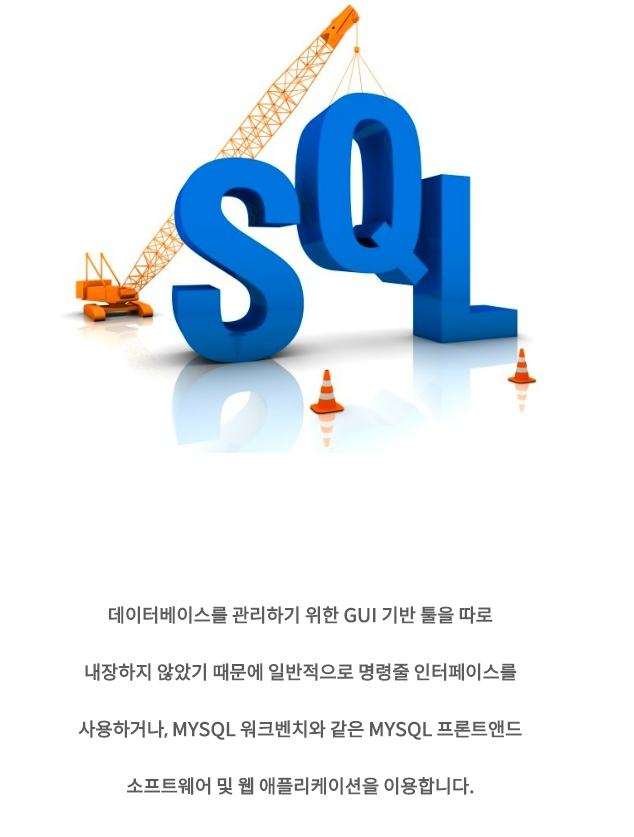 SQL
데이터베이스를 관리하기 위한 GUI 기반 툴을 따로
내장하지 않았기 때문에 일반적으로 명령줄 인터페이스를
사용하거나, MYSQL 워크벤치와 같은 MYSQL 프론트앤드
소프트웨어 및 웹 애플리케이션을 이용합니다.